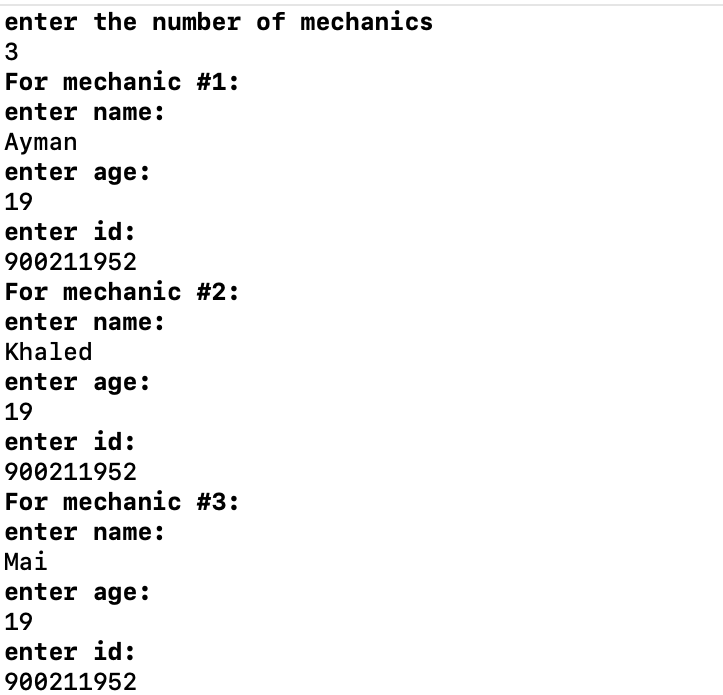 enter the number of mechanics
3
For mechanic #1:
enter name:
Ayman
enter age:
19
enter id:
900211952
For mechanic #2:
enter name:
Khaled
enter age:
19
enter id:
900211952
For mechanic #3:
enter name:
Mai
enter age:
19
enter id:
900211952